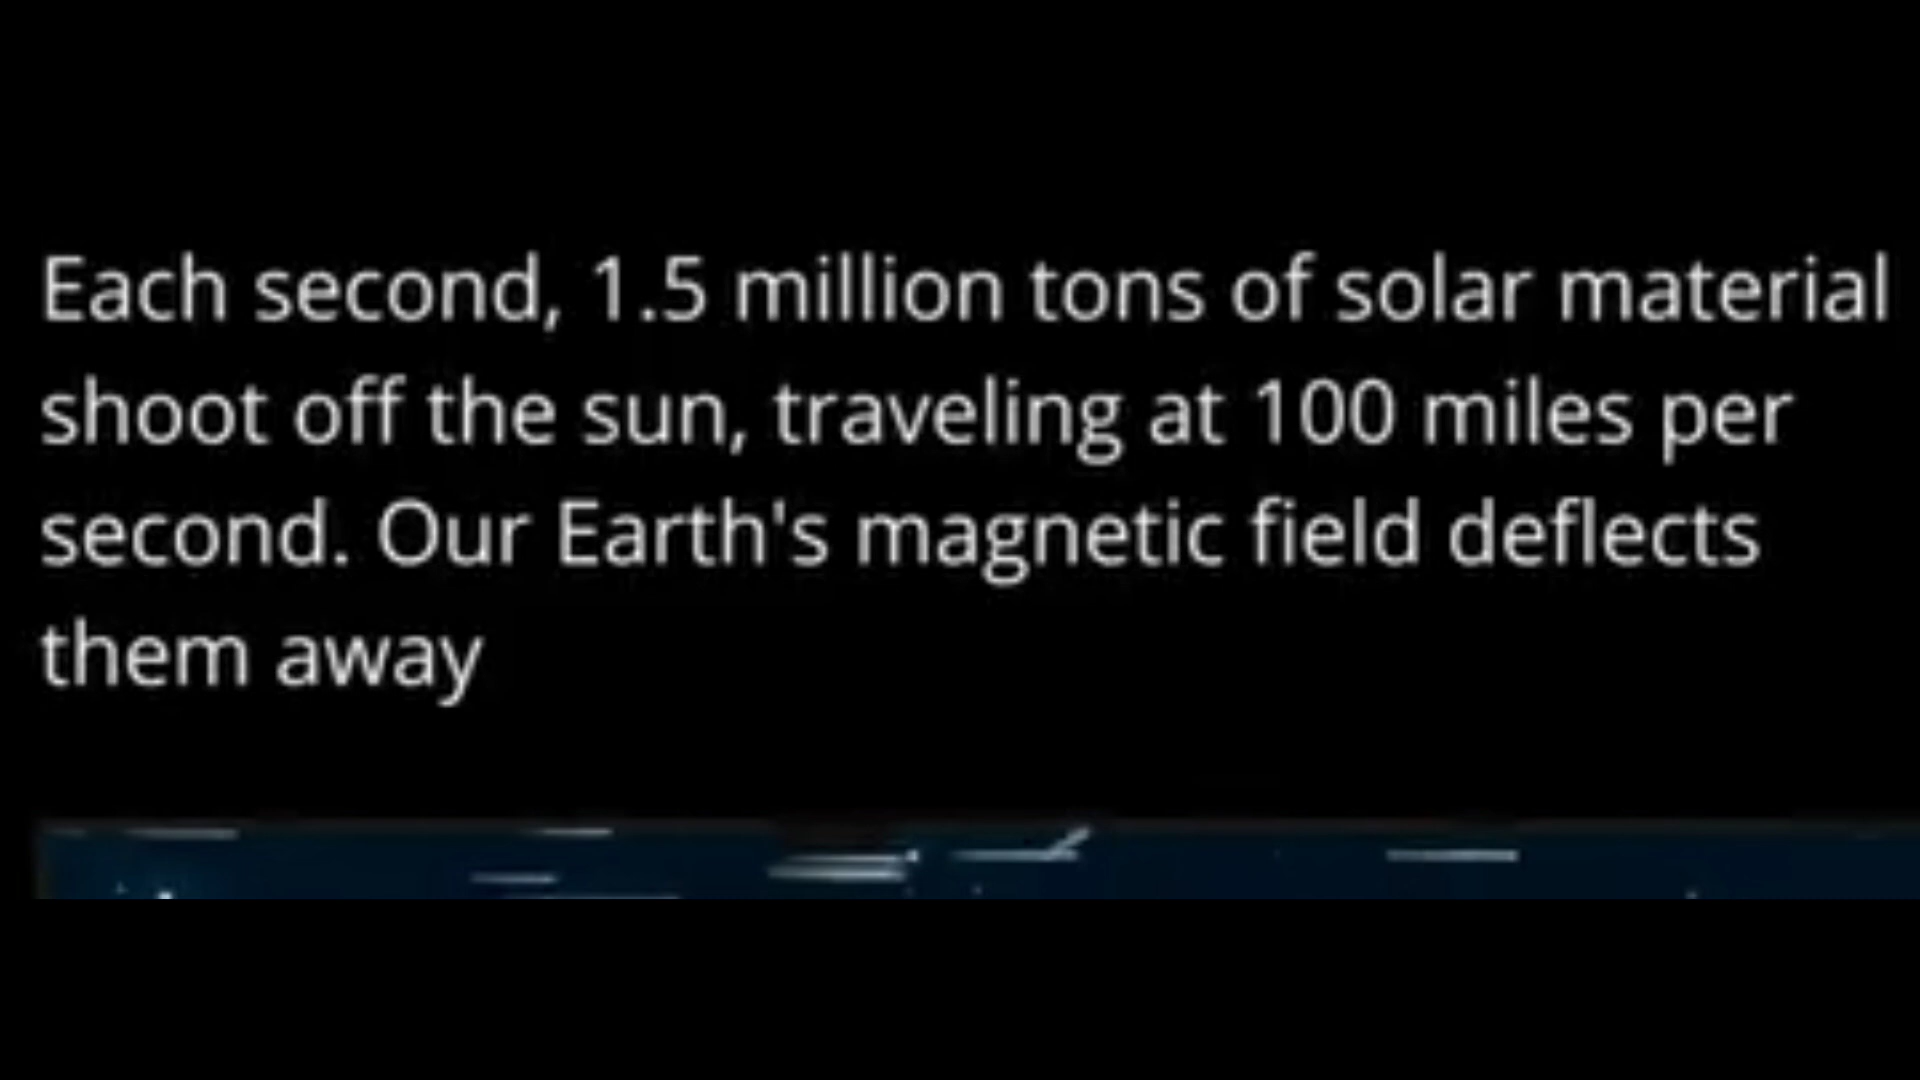 Each second, 1.5 million tons of solar material
shoot off the sun, traveling at 100 miles per
second. Our Earth's magnetic field deflects
them away